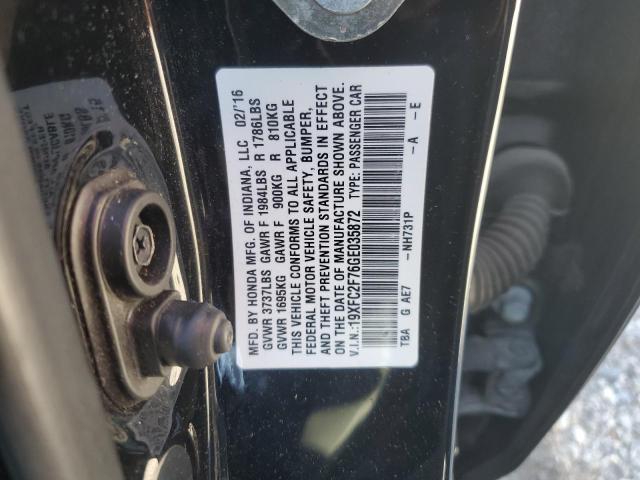 MFD. BY HONDA MFG. OF INDIANA, LLC 02/'16
GVWR 3737LBS GAWR F 1984LBS R 1786LBS
GVWR 1695KG GAWR F 900KG R 810KG
THIS VEHICLE CONFORMS TO ALL APPLICABLE
FEDERAL MOTOR VEHICLE SAFETY, BUMPER,
AND THEFT PREVENTION STANDARDS IN EFFECT
ON THE DATE OF MANUFACTURE SHOWN ABOVE.
V.I.N.:19XFC2F76GE035872 TYPE: PASSENGER CAR
TBA G AE7 -NH731P -A -E